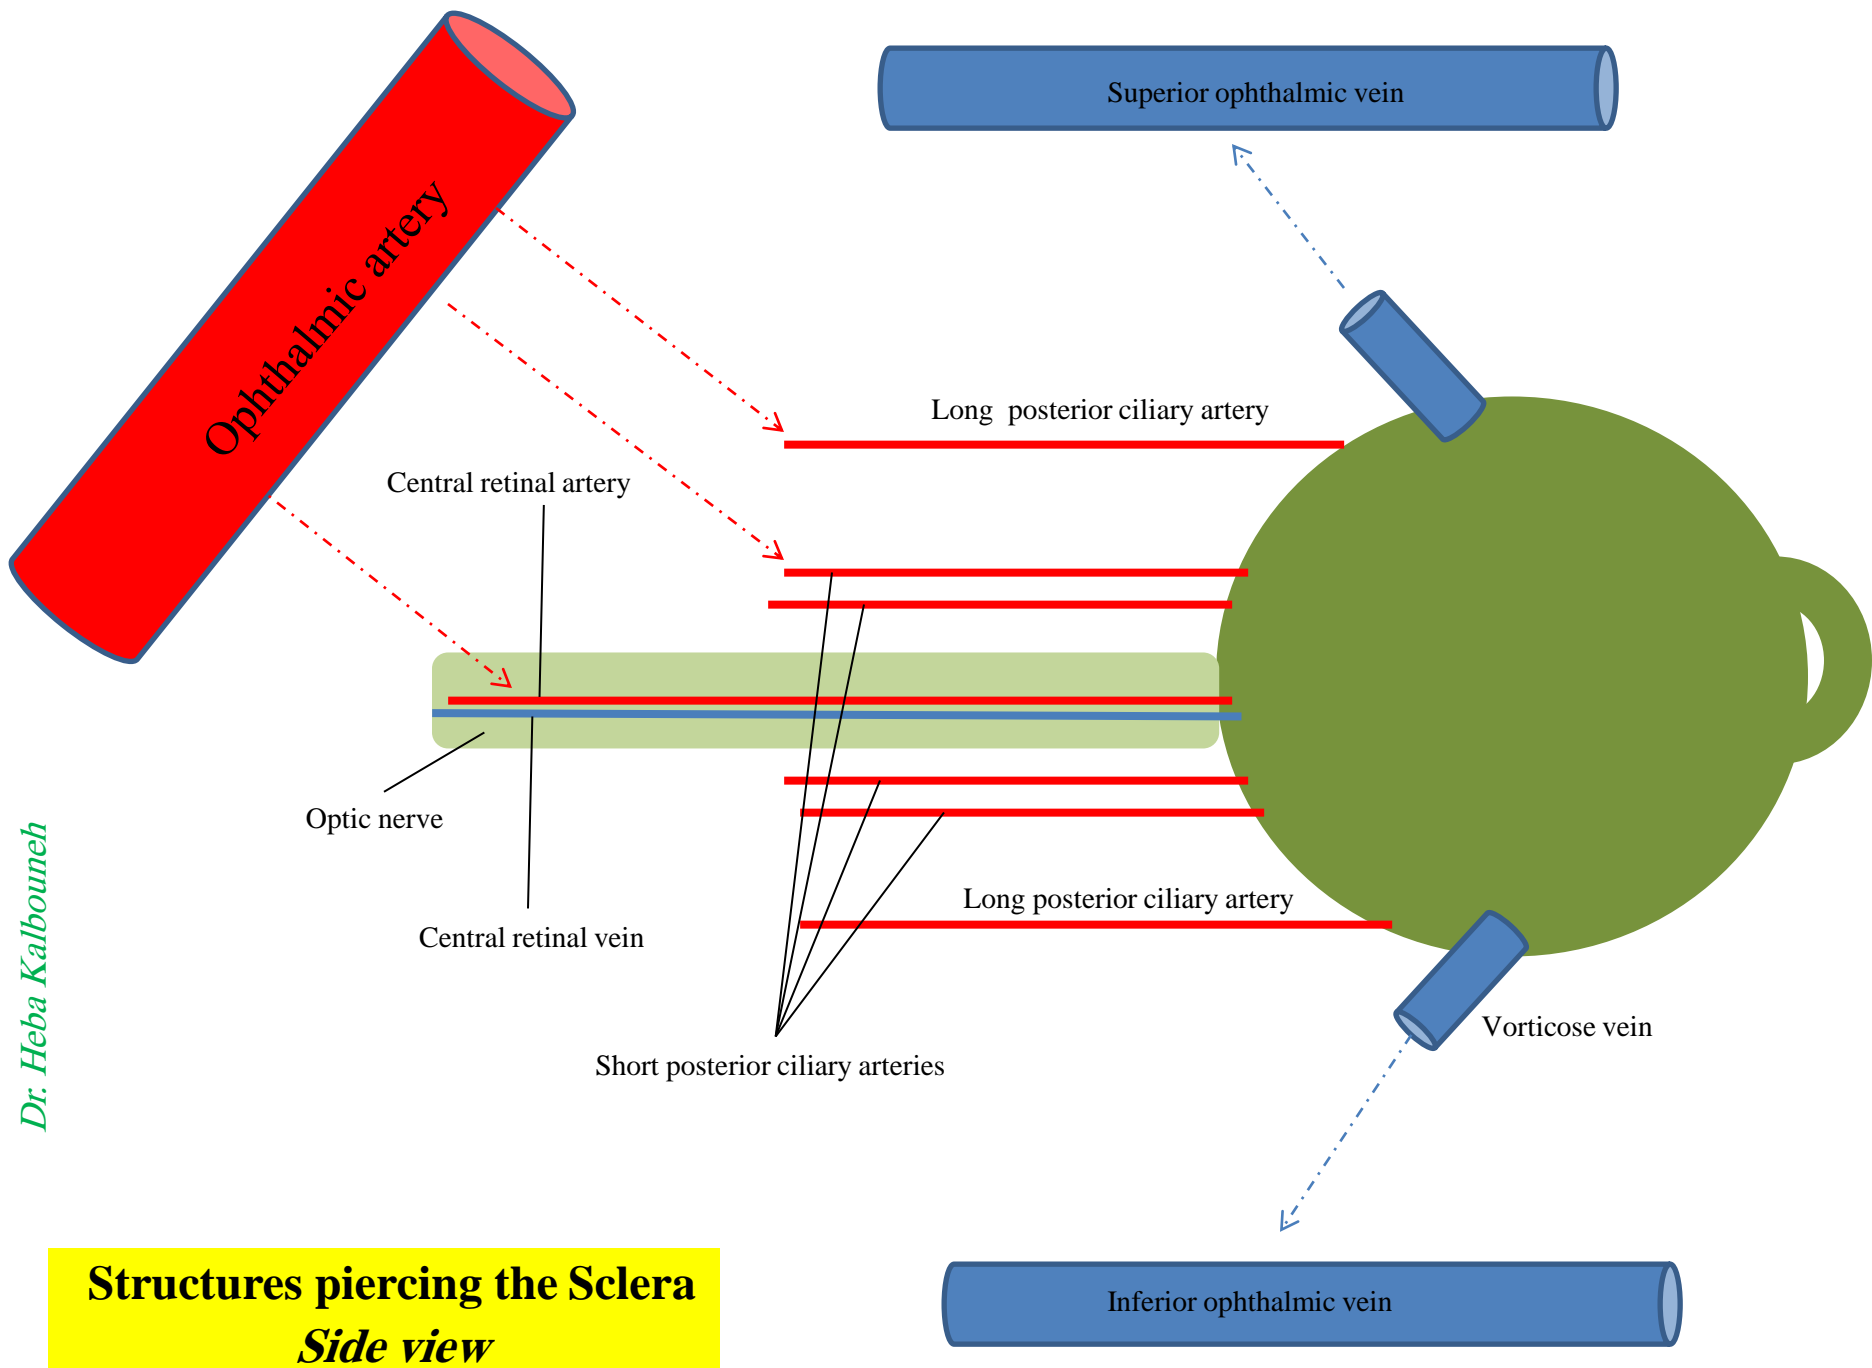 Superior ophthalmic vein
Ophthalmic artery
Long  posterior ciliary artery
Central retinal artery
Optic nerve
Long posterior ciliary artery
Central retinal vein
Vorticose vein
Short posterior ciliary arteries
Dr. Heba Kalbouneh
Structures piercing the Sclera
Side view
Inferior ophthalmic vein